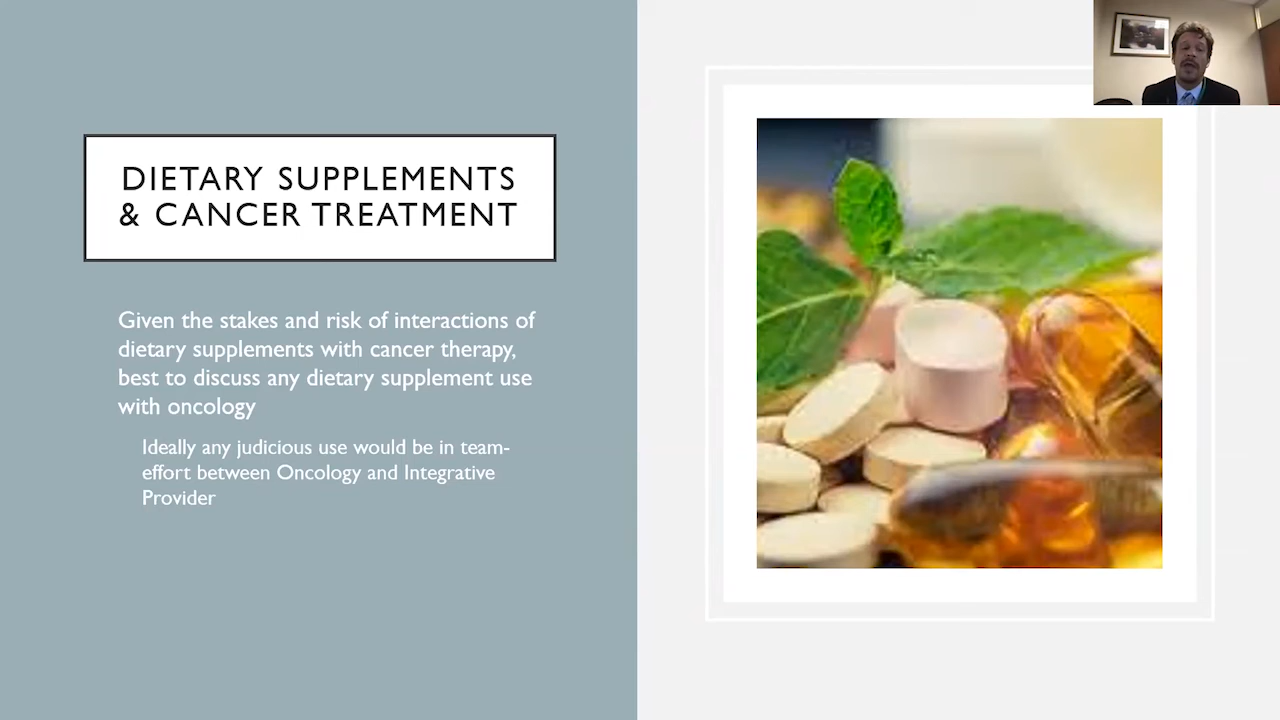 DIETARY SUPPLEMENTS
& CANCER TREATMENT
Given the stakes and risk of interactions of
dietary supplements with cancer therapy,
best to discuss any dietary supplement use
with oncology
Ideally any judicious use would be in team-
effort between Oncology and Integrative
Provider